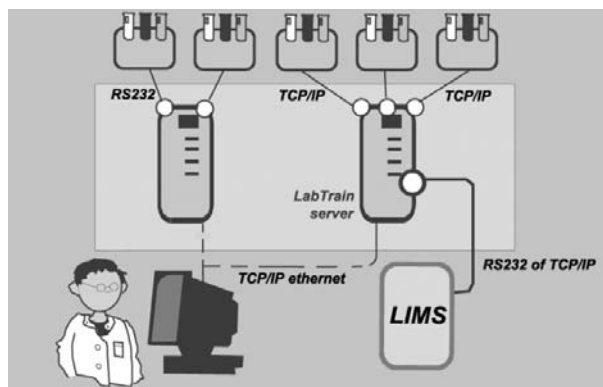 RS232
TCP/IP
TCP/IP
LabTrain
server
TCP/IP ethernet
RS232 of TCP/IP
LIMS